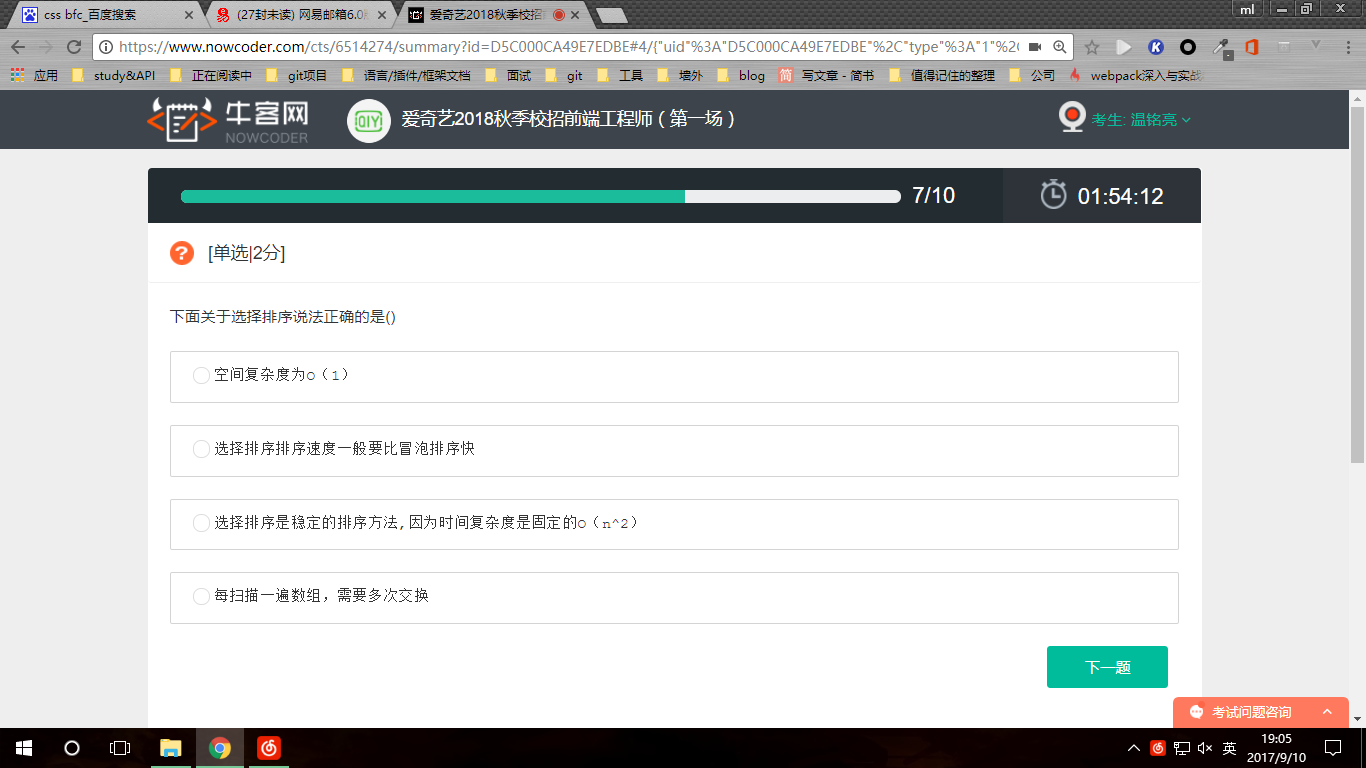 css bfc_百度搜索
(27封未读) 网易邮箱6.0
爱奇艺2018秋季校招
ml
https://www.nowcoder.com/cts/6514274/summary?id=D5C000CA49E7EDBE#4/{"uid"%3A"D5C000CA49E7EDBE"%2C"type"%3A"1"%2
应用 study&API 正在阅读中 git项目 语言/插件/框架文档 面试 git 工具 墙外 blog 简 写文章 - 简书 值得记住的整理 公司 webpack深入与实战
牛客网
NOWCODER
QIY
爱奇艺2018秋季校招前端工程师（第一场）
考生: 温铭亮
7/10
01:54:12
[单选|2分]
下面关于选择排序说法正确的是()
空间复杂度为O（1）
选择排序排序速度一般要比冒泡排序快
选择排序是稳定的排序方法,因为时间复杂度是固定的O（n^2）
每扫描一遍数组，需要多次交换
下一题
考试问题咨询
英
19:05
2017/9/10